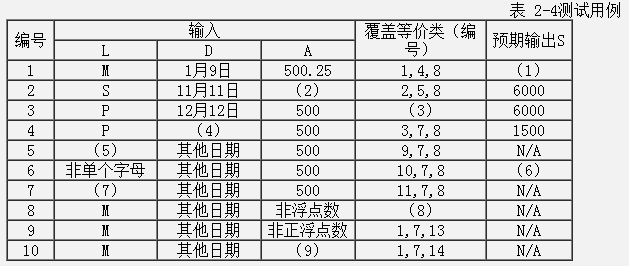 表 2-4测试用例
编号 输入 覆盖等价类（编号） 预期输出S
L D A
1 M 1月9日 500.25 1,4,8 （1）
2 S 11月11日 （2） 2,5,8 6000
3 P 12月12日 500 （3） 6000
4 P （4） 500 3,7,8 1500
5 （5） 其他日期 500 9,7,8 N/A
6 非单个字母 其他日期 500 10,7,8 （6）
7 （7） 其他日期 500 11,7,8 N/A
8 M 其他日期 非浮点数 （8） N/A
9 M 其他日期 非正浮点数 1,7,13 N/A
10 M 其他日期 （9） 1,7,14 N/A